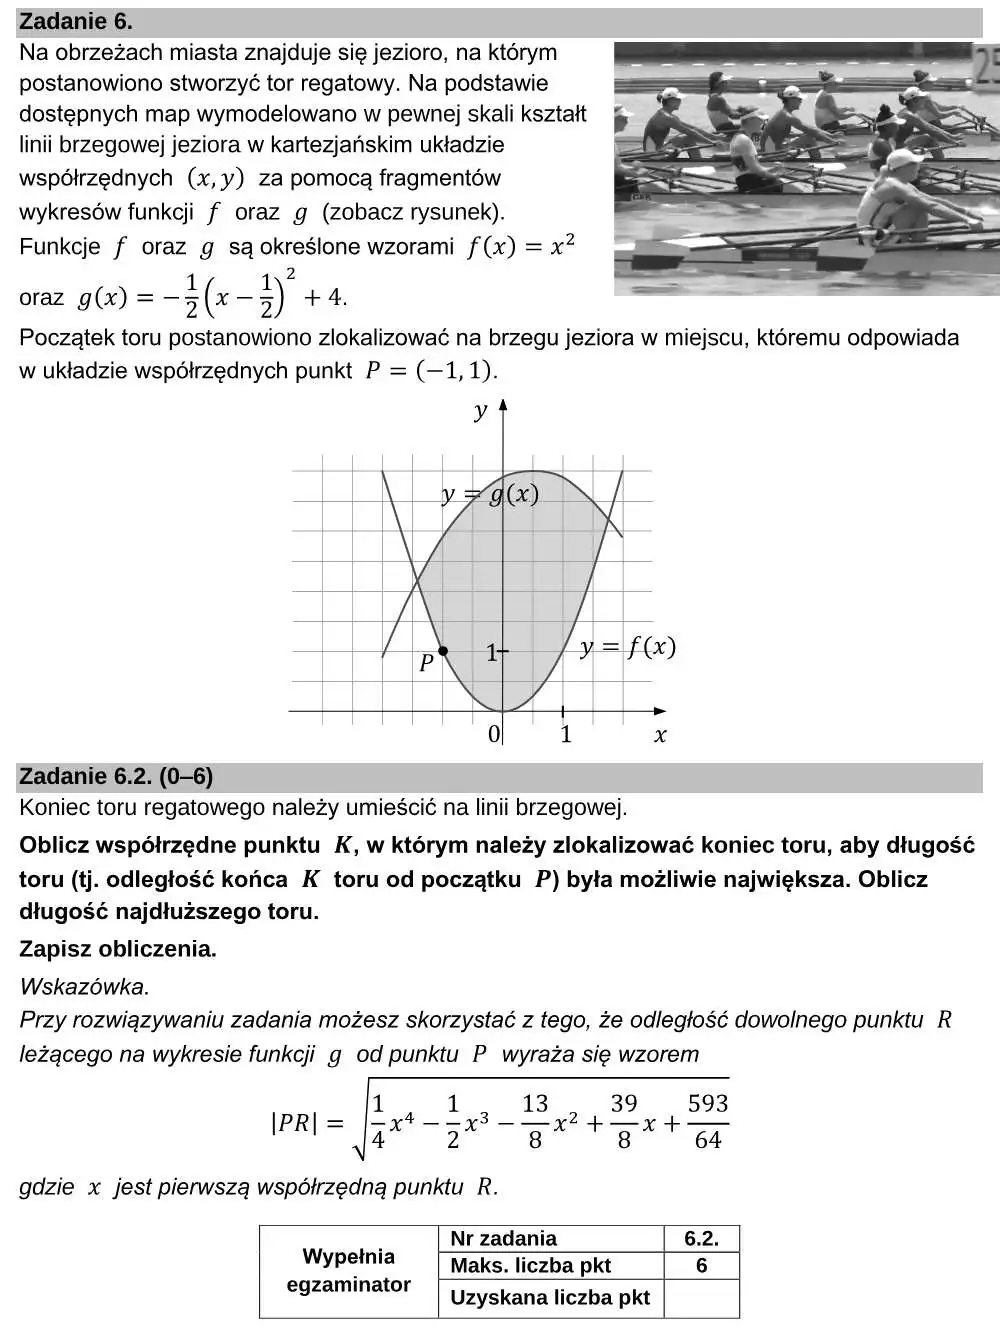 Zadanie 6.
Na obrzeżach miasta znajduje się jezioro, na którym
postanowiono stworzyć tor regatowy. Na podstawie
dostępnych map wymodelowano w pewnej skali kształt
linii brzegowej jeziora w kartezjańskim układzie
współrzędnych (x, y) za pomocą fragmentów
wykresów funkcji f oraz g (zobacz rysunek).
Funkcje f oraz g są określone wzorami f(x) = x²
oraz g(x) = −1/2(x − 1/2)² + 4.
Początek toru postanowiono zlokalizować na brzegu jeziora w miejscu, któremu odpowiada
w układzie współrzędnych punkt P = (−1, 1).
y
y = g(x)
P
1
y = f(x)
0
1
x
Zadanie 6.2. (0–6)
Koniec toru regatowego należy umieścić na linii brzegowej.
Oblicz współrzędne punktu K, w którym należy zlokalizować koniec toru, aby długość
toru (tj. odległość końca K toru od początku P) była możliwie największa. Oblicz
długość najdłuższego toru.
Zapisz obliczenia.
Wskazówka.
Przy rozwiązywaniu zadania możesz skorzystać z tego, że odległość dowolnego punktu R
leżącego na wykresie funkcji g od punktu P wyraża się wzorem
|PR| = √(1/4 x⁴ − 1/2 x³ − 13/8 x² + 39/8 x + 593/64)
gdzie x jest pierwszą współrzędną punktu R.
Wypełnia
egzaminator
Nr zadania 6.2.
Maks. liczba pkt 6
Uzyskana liczba pkt